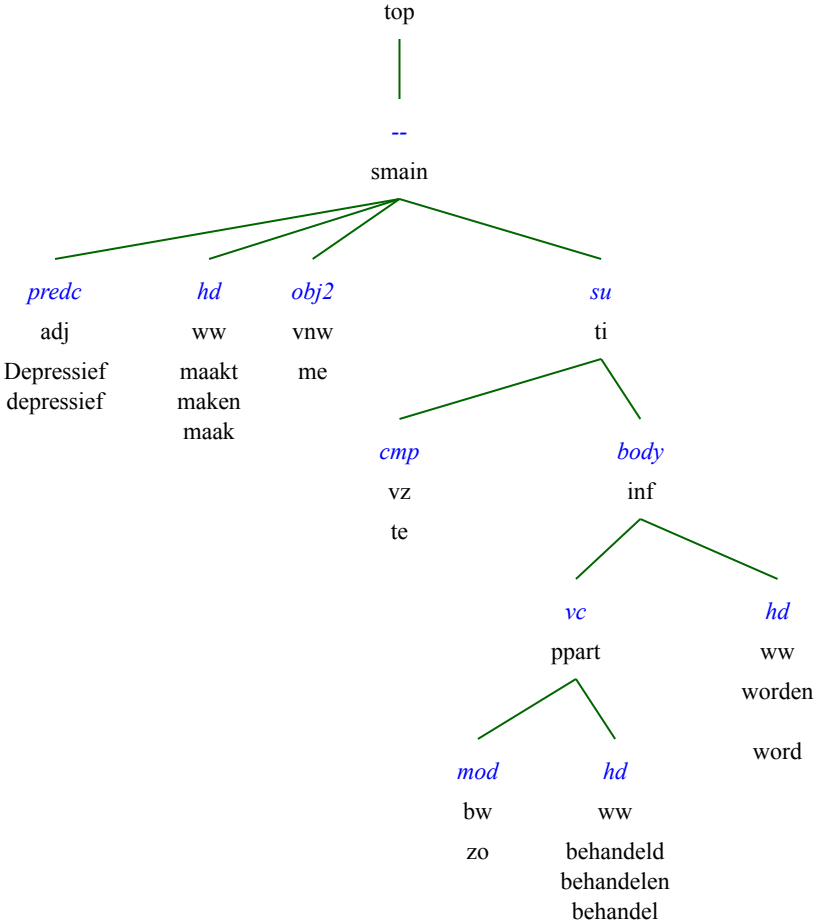 top
--
smain
predc hd obj2 su
adj ww vnw ti
Depressief maakt me
depressief maken
maak
cmp body
vz inf
te
vc hd
ppart ww
worden
word
mod hd
bw ww
zo behandeld
behandelen
behandel